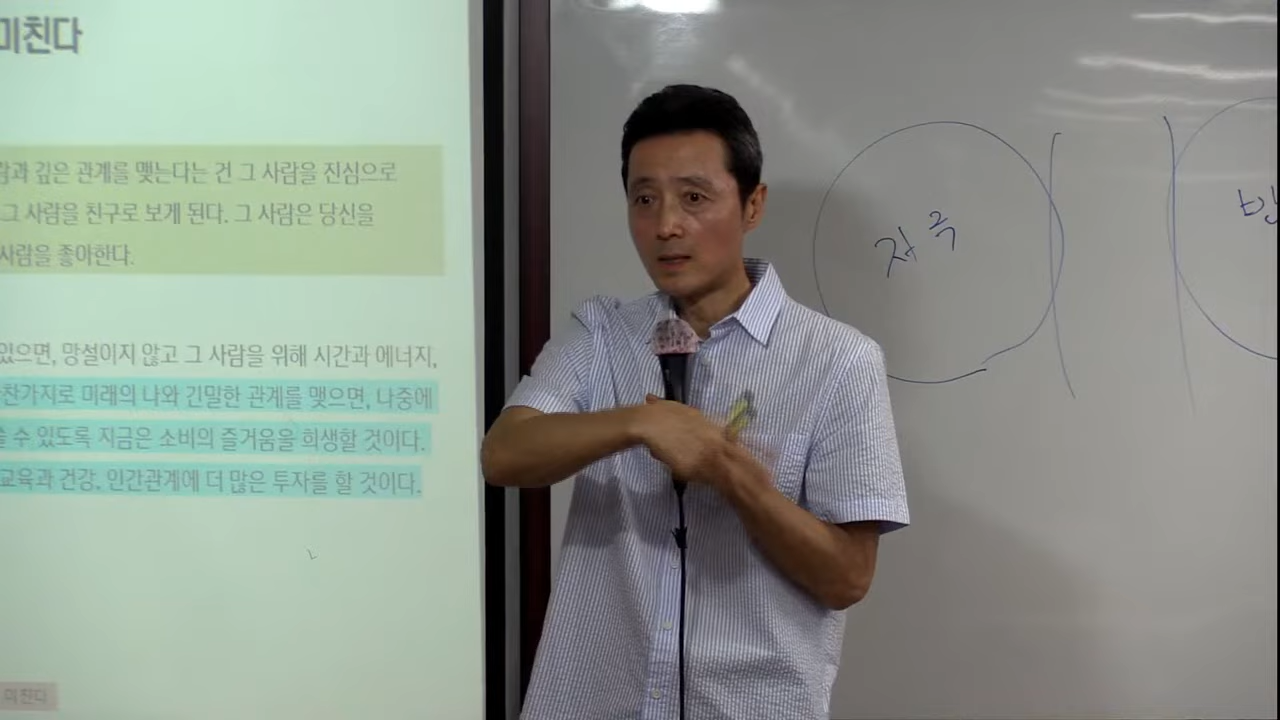 미친다
람과 깊은 관계를 맺는다는 건 그 사람을 진심으로
그 사람을 친구로 보게 된다. 그 사람은 당신을
사람을 좋아한다.
있으면, 망설이지 않고 그 사람을 위해 시간과 에너지,
찬가지로 미래의 나와 긴밀한 관계를 맺으면, 나중에
수 있도록 지금은 소비의 즐거움을 희생할 것이다.
교육과 건강, 인간관계에 더 많은 투자를 할 것이다.
미친다
자극